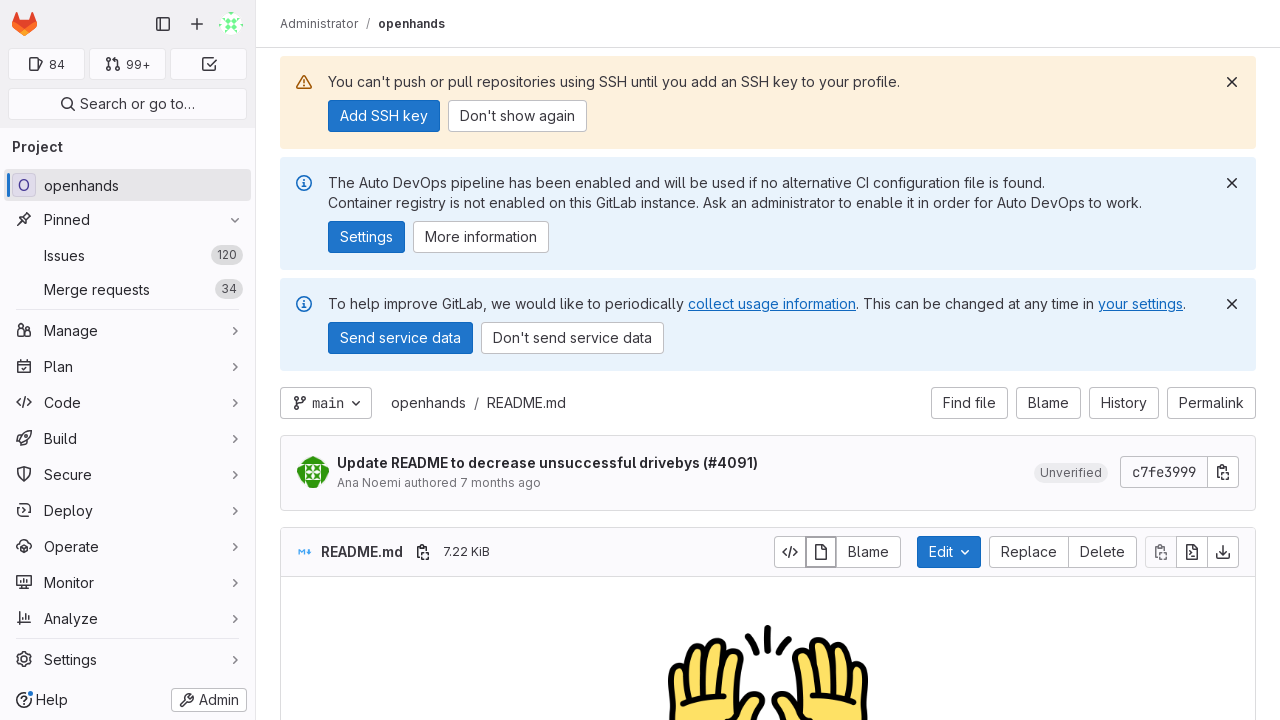 Administrator / openhands
84
99+
Search or go to…
Project
O openhands
Pinned
Issues 120
Merge requests 34
Manage
Plan
Code
Build
Secure
Deploy
Operate
Monitor
Analyze
Settings
Help
Admin
You can't push or pull repositories using SSH until you add an SSH key to your profile.
Add SSH key Don't show again
The Auto DevOps pipeline has been enabled and will be used if no alternative CI configuration file is found.
Container registry is not enabled on this GitLab instance. Ask an administrator to enable it in order for Auto DevOps to work.
Settings More information
To help improve GitLab, we would like to periodically collect usage information. This can be changed at any time in your settings.
Send service data Don't send service data
main openhands / README.md Find file Blame History Permalink
Update README to decrease unsuccessful drivebys (#4091)
Ana Noemi authored 7 months ago
Unverified c7fe3999
README.md 7.22 KiB Blame Edit Replace Delete